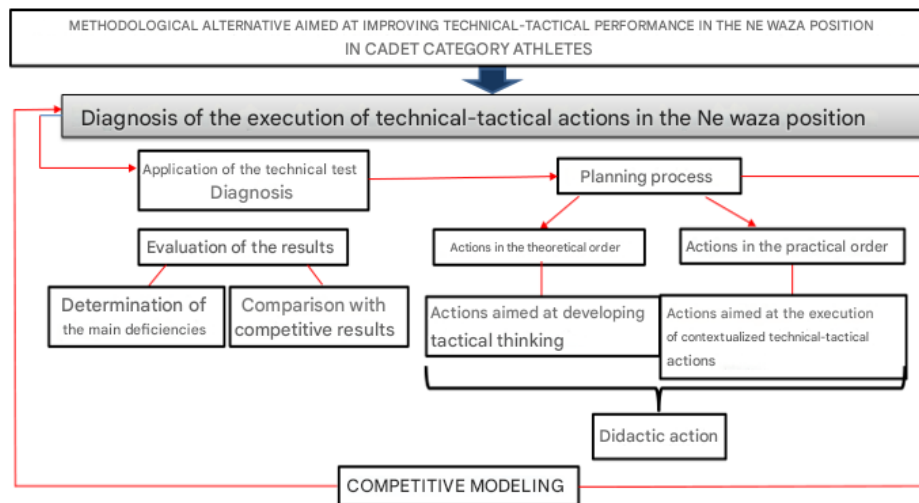 METHODOLOGICAL ALTERNATIVE AIMED AT IMPROVING TECHNICAL-TACTICAL PERFORMANCE IN THE NE WAZA POSITION
IN CADET CATEGORY ATHLETES
Diagnosis of the execution of technical-tactical actions in the Ne waza position
Application of the technical test
Diagnosis
Planning process
Evaluation of the results
Actions in the theoretical order
Actions in the practical order
Determination of
the main deficiencies
Comparison with
competitive results
Actions aimed at developing
tactical thinking
Actions aimed at the execution
of contextualized technical-tactical
actions
Didactic action
COMPETITIVE MODELING